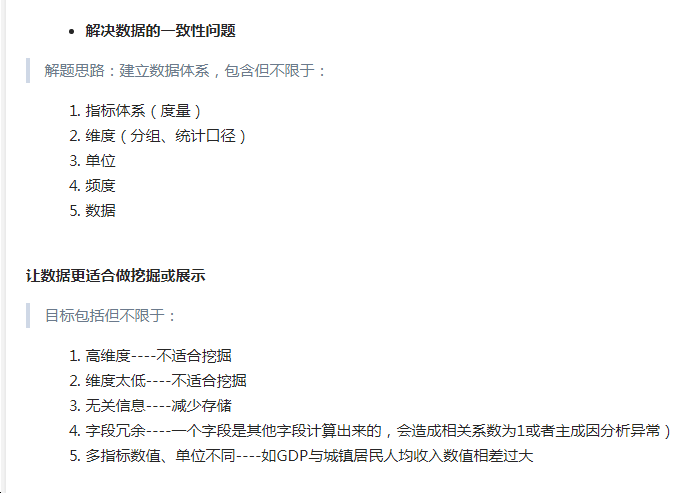 • 解决数据的一致性问题
解题思路：建立数据体系，包含但不限于：
1. 指标体系（度量）
2. 维度（分组、统计口径）
3. 单位
4. 频度
5. 数据
让数据更适合做挖掘或展示
目标包括但不限于：
1. 高维度----不适合挖掘
2. 维度太低----不适合挖掘
3. 无关信息----减少存储
4. 字段冗余----一个字段是其他字段计算出来的，会造成相关系数为1或者主成因分析异常）
5. 多指标数值、单位不同----如GDP与城镇居民人均收入数值相差过大